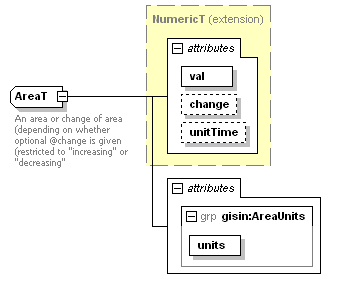 NumericT (extension)
attributes
val
change
unitTime
AreaT
An area or change of area
(depending on whether
optional @change is given
(restricted to "increasing" or
"decreasing"
attributes
grp gisin:AreaUnits
units